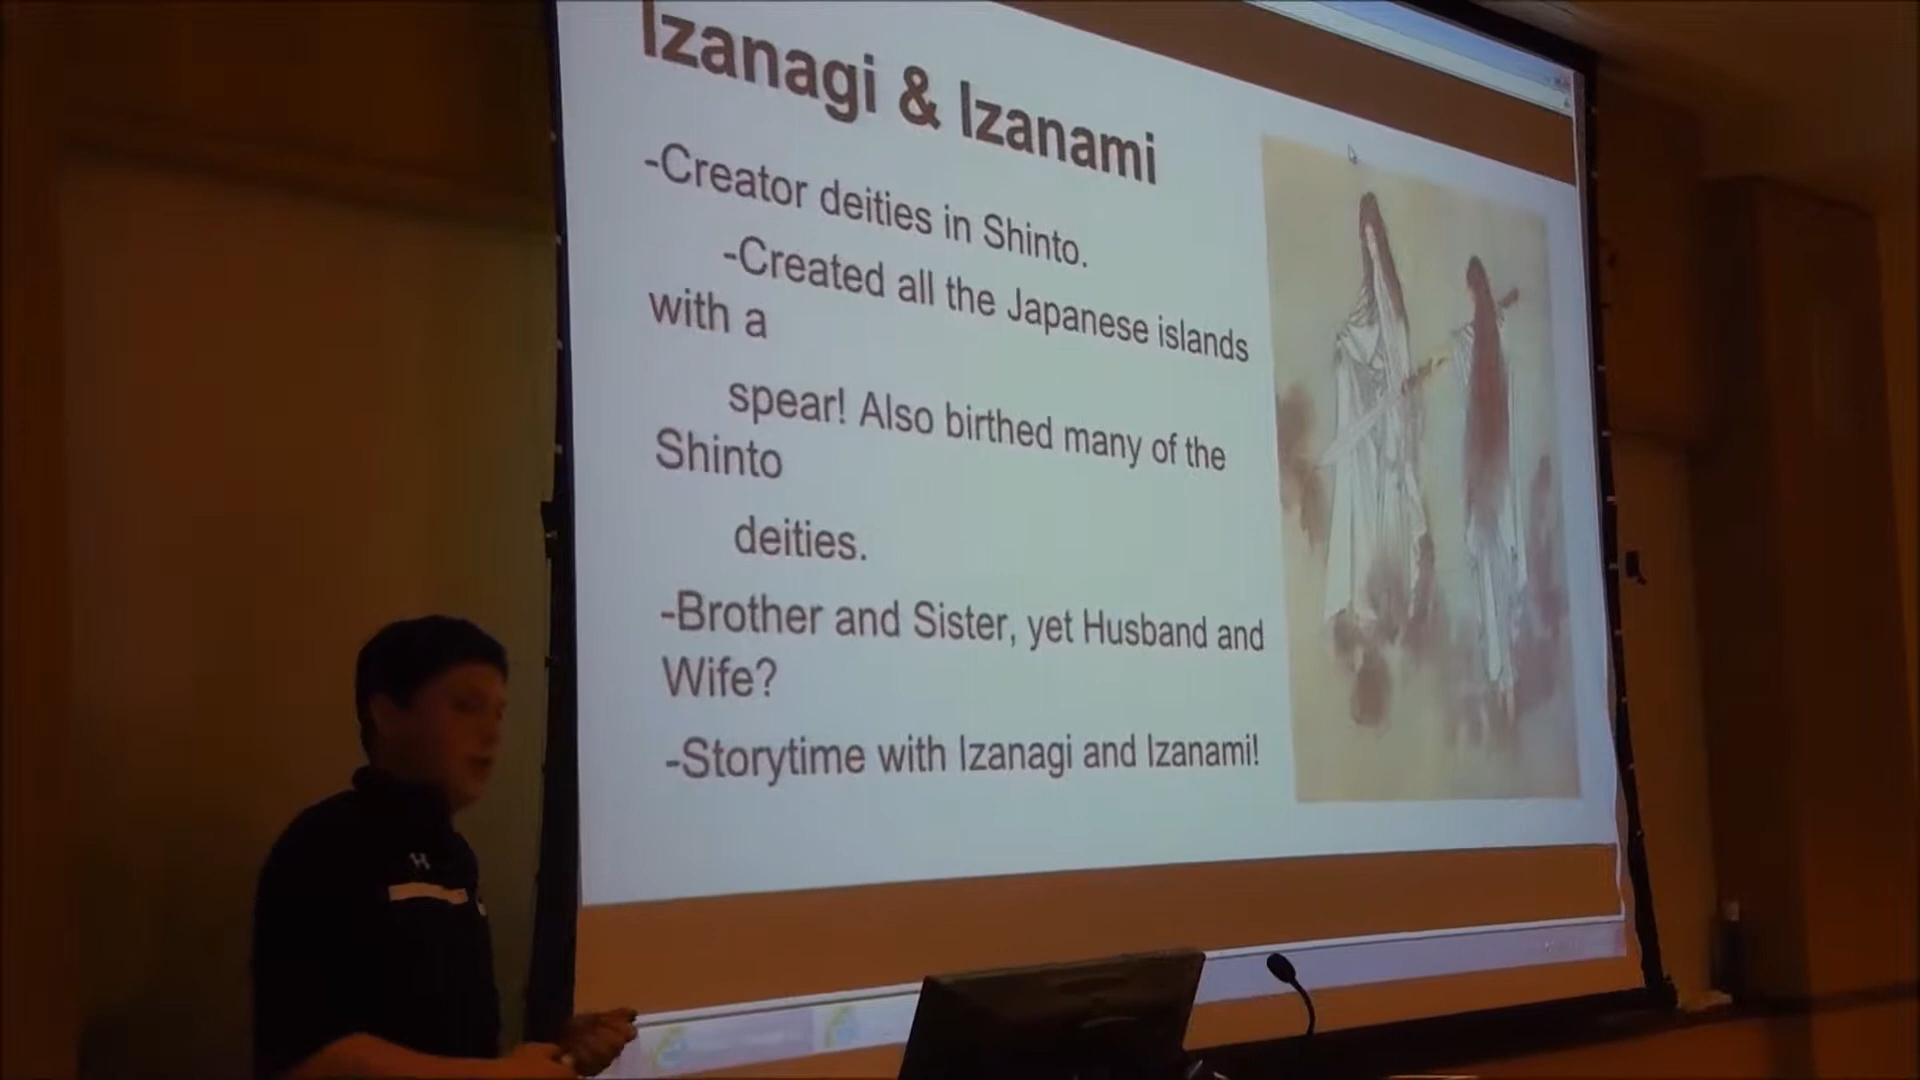 Izanagi & Izanami
-Creator deities in Shinto.
-Created all the Japanese islands
with a
spear! Also birthed many of the
Shinto
deities.
-Brother and Sister, yet Husband and
Wife?
-Storytime with Izanagi and Izanami!